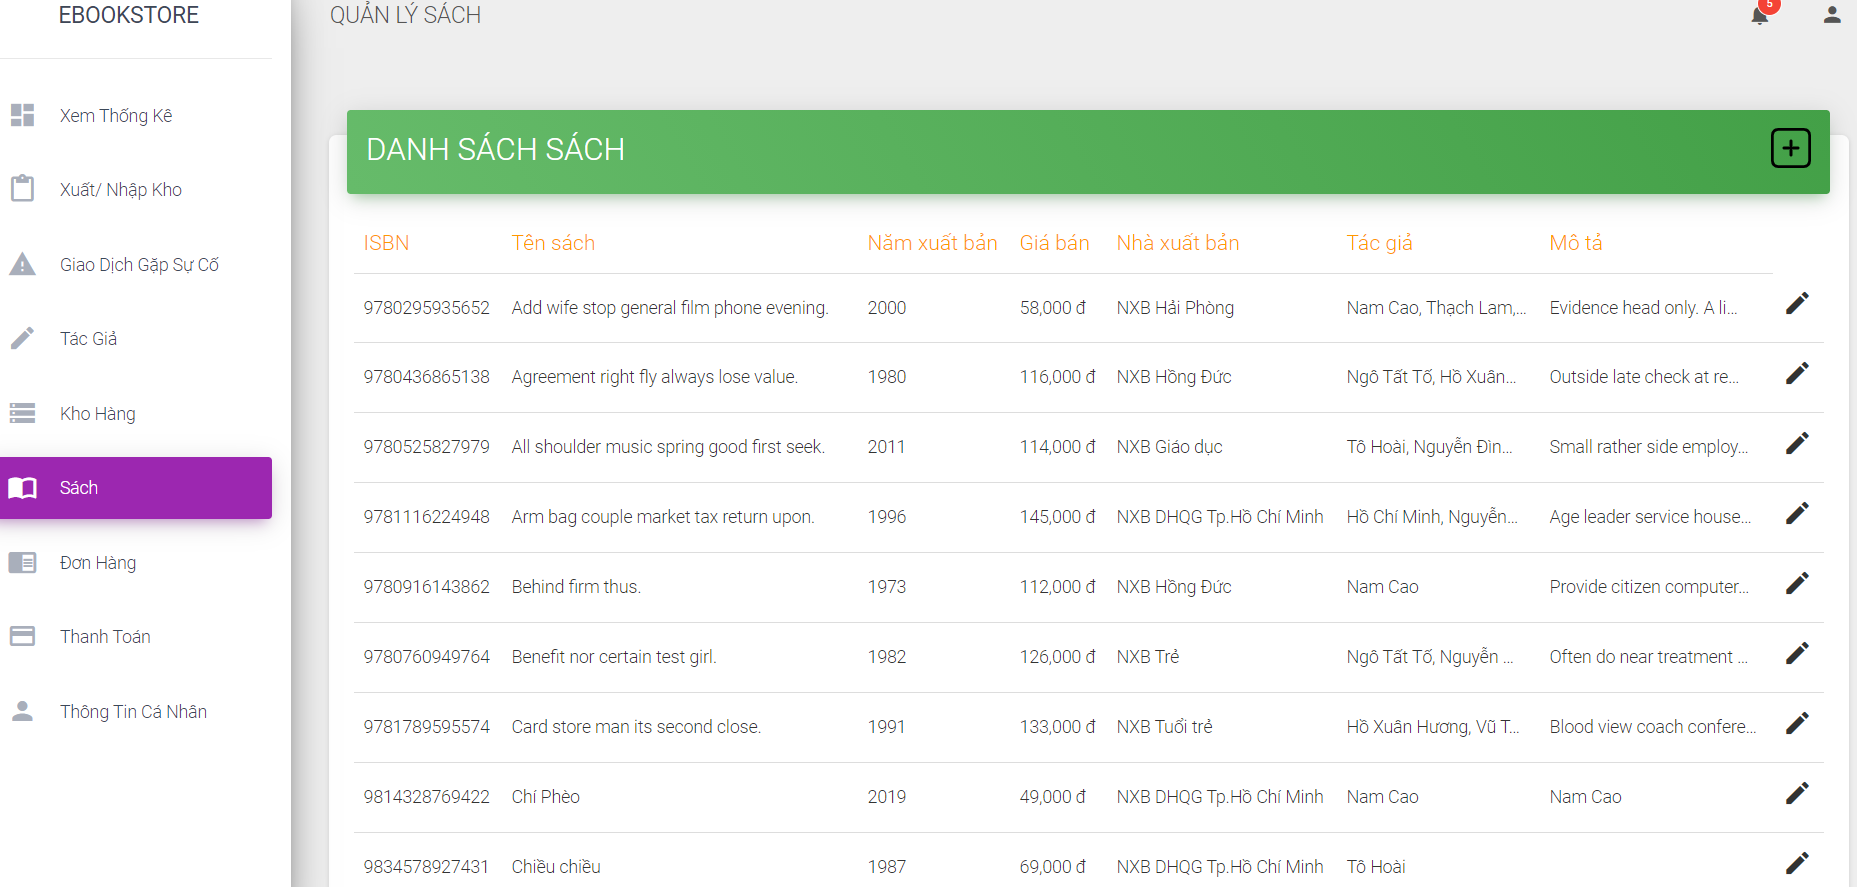 EBOOKSTORE
QUẢN LÝ SÁCH
5
Xem Thống Kê
Xuất/ Nhập Kho
Giao Dịch Gặp Sự Cố
Tác Giả
Kho Hàng
Sách
Đơn Hàng
Thanh Toán
Thông Tin Cá Nhân
DANH SÁCH SÁCH
ISBN Tên sách Năm xuất bản Giá bán Nhà xuất bản Tác giả Mô tả
9780295935652 Add wife stop general film phone evening. 2000 58,000 đ NXB Hải Phòng Nam Cao, Thạch Lam,... Evidence head only. A li...
9780436865138 Agreement right fly always lose value. 1980 116,000 đ NXB Hồng Đức Ngô Tất Tố, Hồ Xuân... Outside late check at re...
9780525827979 All shoulder music spring good first seek. 2011 114,000 đ NXB Giáo dục Tô Hoài, Nguyễn Đìn... Small rather side employ...
9781116224948 Arm bag couple market tax return upon. 1996 145,000 đ NXB DHQG Tp.Hồ Chí Minh Hồ Chí Minh, Nguyễn... Age leader service house...
9780916143862 Behind firm thus. 1973 112,000 đ NXB Hồng Đức Nam Cao Provide citizen computer...
9780760949764 Benefit nor certain test girl. 1982 126,000 đ NXB Trẻ Ngô Tất Tố, Nguyễn ... Often do near treatment ...
9781789595574 Card store man its second close. 1991 133,000 đ NXB Tuổi trẻ Hồ Xuân Hương, Vũ T... Blood view coach confere...
9814328769422 Chí Phèo 2019 49,000 đ NXB DHQG Tp.Hồ Chí Minh Nam Cao Nam Cao
9834578927431 Chiều chiều 1987 69,000 đ NXB DHQG Tp.Hồ Chí Minh Tô Hoài